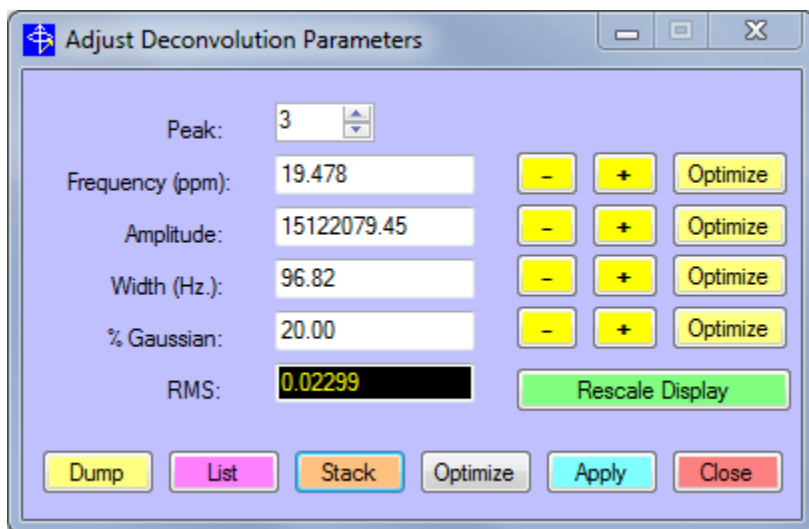 Adjust Deconvolution Parameters
Peak: 3
Frequency (ppm): 19.478 - + Optimize
Amplitude: 15122079.45 - + Optimize
Width (Hz.): 96.82 - + Optimize
% Gaussian: 20.00 - + Optimize
RMS: 0.02299 Rescale Display
Dump List Stack Optimize Apply Close